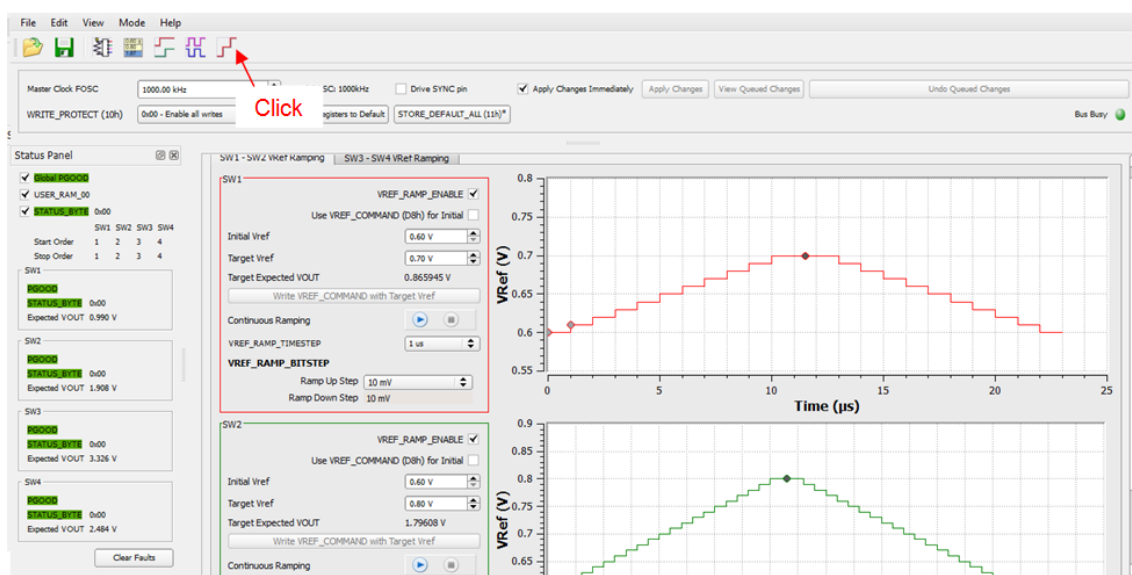 File Edit View Mode Help
Click
Master Clock FOSC 1000.00 kHz SC: 1000kHz Drive SYNC pin Apply Changes Immediately Apply Changes View Queued Changes Undo Queued Changes
WRITE_PROTECT (10h) 0x00 - Enable all writes egisters to Default STORE_DEFAULT_ALL (11h)* Bus Busy
Status Panel
Global PGOOD
USER_RAM_00
STATUS_BYTE 0x00
SW1 SW2 SW3 SW4
Start Order 1 2 3 4
Stop Order 1 2 3 4
SW1
PGOOD
STATUS_BYTE 0x00
Expected VOUT 0.990 V
SW2
PGOOD
STATUS_BYTE 0x00
Expected VOUT 1.908 V
SW3
PGOOD
STATUS_BYTE 0x00
Expected VOUT 3.326 V
SW4
PGOOD
STATUS_BYTE 0x00
Expected VOUT 2.484 V
Clear Faults
SW1 - SW2 VRef Ramping SW3 - SW4 VRef Ramping
SW1
VREF_RAMP_ENABLE
Use VREF_COMMAND (D8h) for Initial
Initial Vref 0.60 V
Target Vref 0.70 V
Target Expected VOUT 0.865945 V
Write VREF_COMMAND with Target Vref
Continuous Ramping
VREF_RAMP_TIMESTEP 1 us
VREF_RAMP_BITSTEP
Ramp Up Step 10 mV
Ramp Down Step 10 mV
0.8
0.75
0.7
0.65
0.6
0.55
VRef (V)
0 5 10 15 20 25
Time (µs)
SW2
VREF_RAMP_ENABLE
Use VREF_COMMAND (D8h) for Initial
Initial Vref 0.60 V
Target Vref 0.80 V
Target Expected VOUT 1.79608 V
Write VREF_COMMAND with Target Vref
Continuous Ramping
0.9
0.85
0.8
0.75
0.7
0.65
VRef (V)